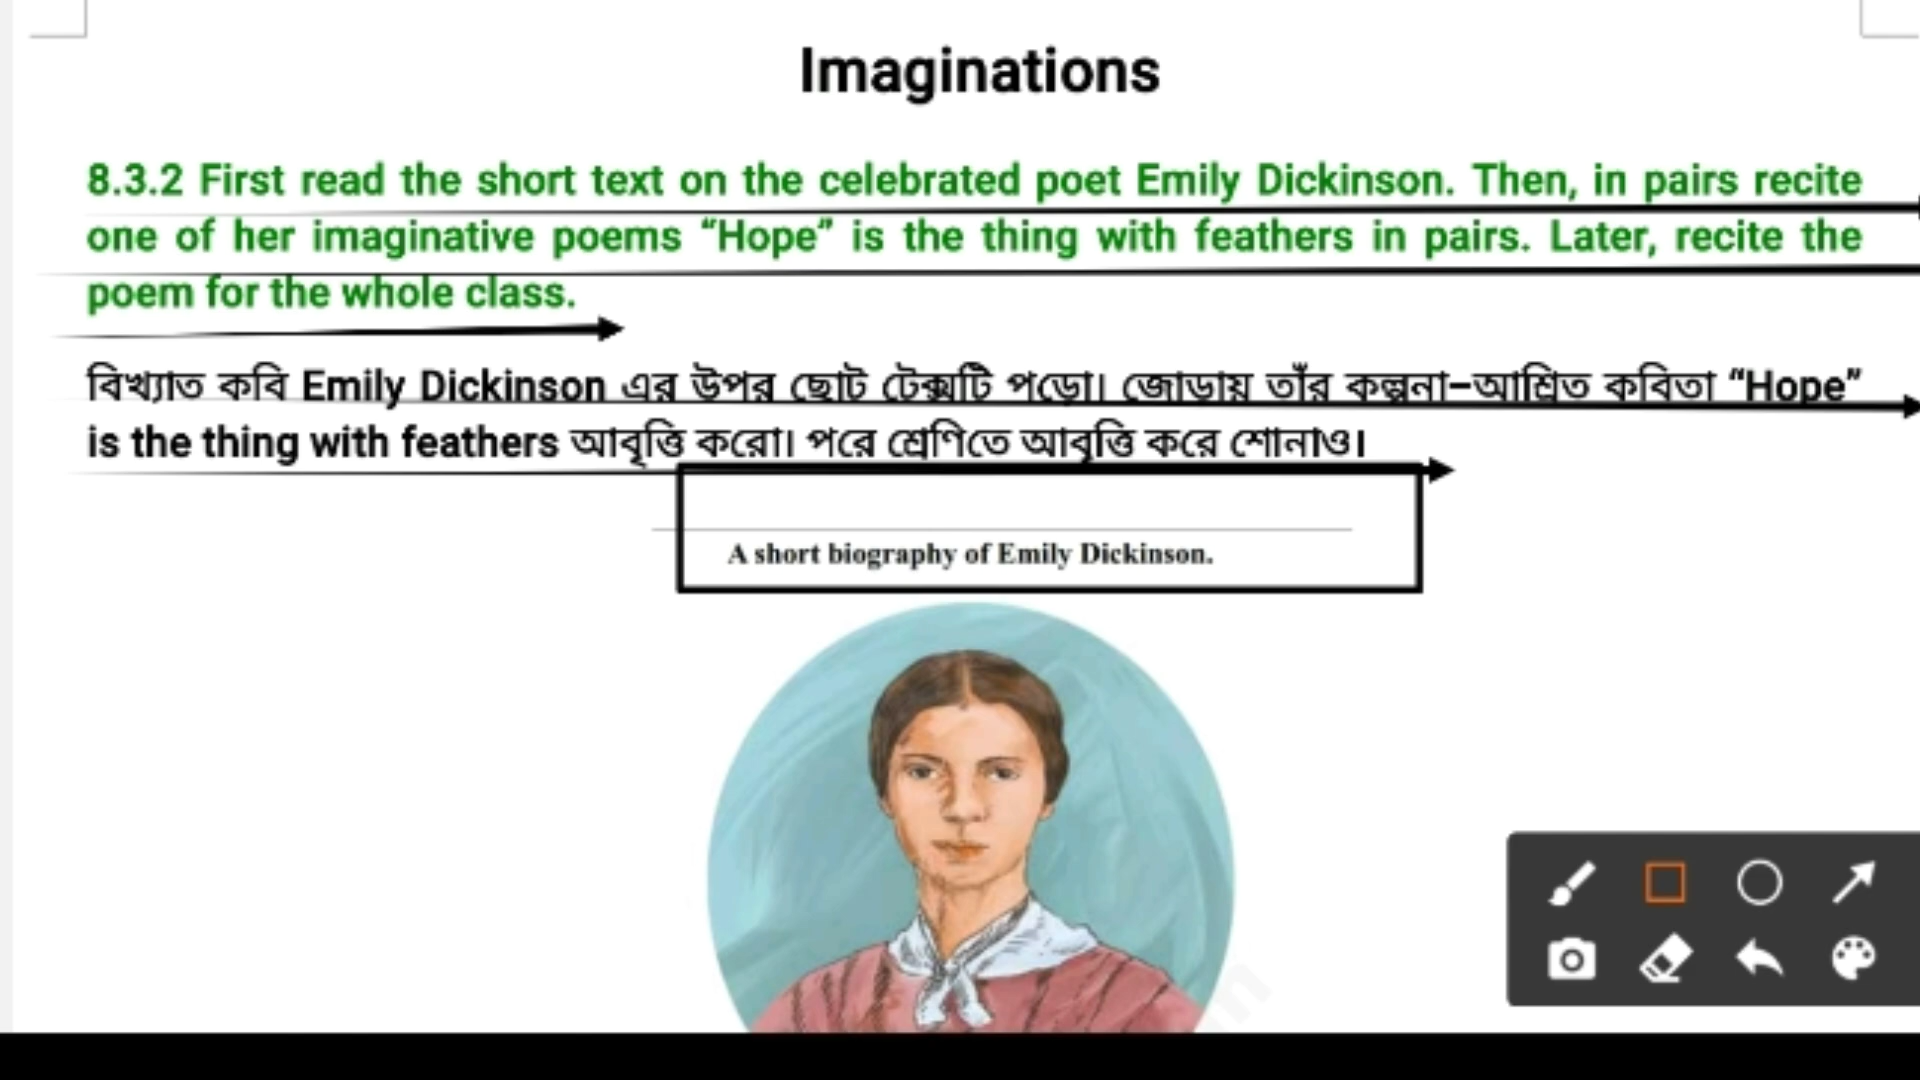 Imaginations
8.3.2 First read the short text on the celebrated poet Emily Dickinson. Then, in pairs recite
one of her imaginative poems “Hope” is the thing with feathers in pairs. Later, recite the
poem for the whole class.
বিখ্যাত কবি Emily Dickinson এর উপর ছোট টেক্সটি পড়ো। জোড়ায় তাঁর কল্পনা–আশ্রিত কবিতা “Hope”
is the thing with feathers আবৃত্তি করো। পরে শ্রেণিতে আবৃত্তি করে শোনাও।
A short biography of Emily Dickinson.